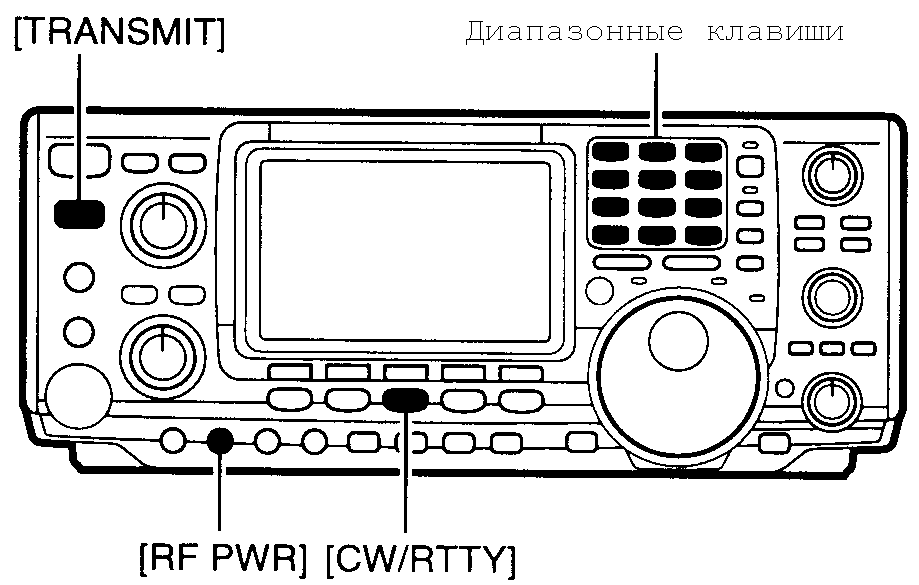 [TRANSMIT]
Диапазонные клавиши
[RF PWR]
[CW/RTTY]